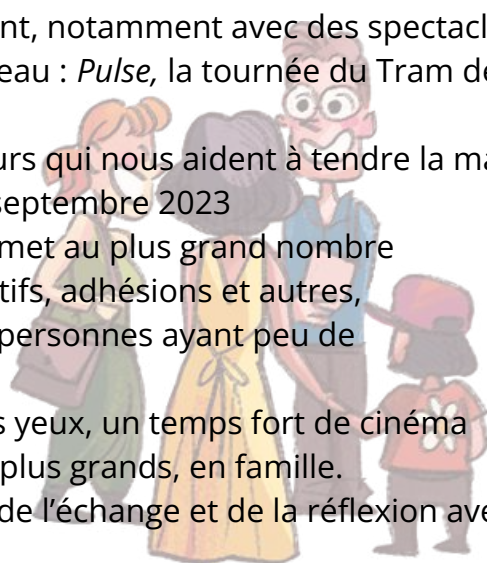 nt, notamment avec des spectacl
eau : Pulse, la tournée du Tram de
urs qui nous aident à tendre la ma
septembre 2023
met au plus grand nombre
tifs, adhésions et autres,
personnes ayant peu de
s yeux, un temps fort de cinéma
plus grands, en famille.
de l’échange et de la réflexion ave